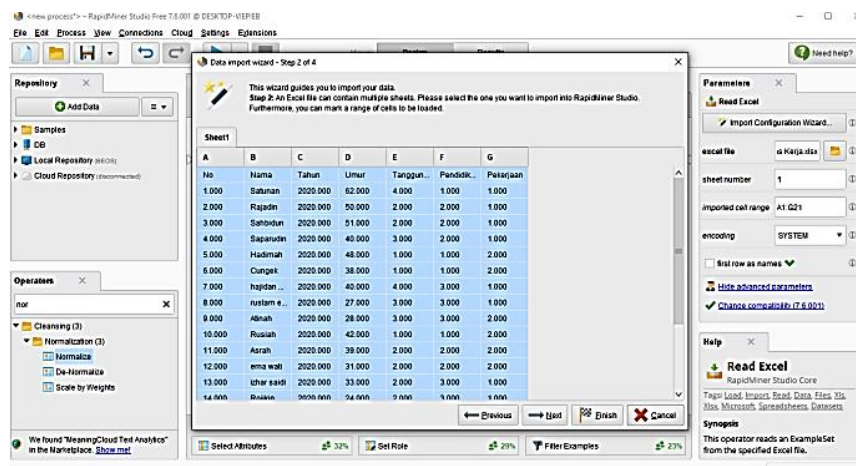 <new process*> – RapidMiner Studio Free 7.6.001 @ DESKTOP-VIEPIEB
File Edit Process View Connections Cloud Settings Extensions
Need help?
Repository
Add Data
Samples
DB
Local Repository (BEOS)
Cloud Repository (disconnected)
Operators
nor
Cleansing (3)
Normalization (3)
Normalize
De-Normalize
Scale by Weights
We found "MeaningCloud Text Analytics"
in the Marketplace. Show me!
Data import wizard - Step 2 of 4
This wizard guides you to import your data.
Step 2: An Excel file can contain multiple sheets. Please select the one you want to import into RapidMiner Studio.
Furthermore, you can mark a range of cells to be loaded.
Sheet1
A B C D E F G
No Nama Tahun Umur Tanggun... Pendidik... Pekerjaan
1.000 Satunan 2020.000 62.000 4.000 1.000 1.000
2.000 Rajadin 2020.000 50.000 2.000 2.000 1.000
3.000 Sahbidun 2020.000 51.000 2.000 2.000 1.000
4.000 Saparudin 2020.000 40.000 3.000 2.000 1.000
5.000 Hadimah 2020.000 48.000 1.000 1.000 2.000
6.000 Cungek 2020.000 38.000 1.000 1.000 2.000
7.000 hajidan ... 2020.000 40.000 4.000 3.000 1.000
8.000 rustam e... 2020.000 27.000 3.000 3.000 1.000
9.000 Atinah 2020.000 28.000 3.000 3.000 2.000
10.000 Rusiah 2020.000 42.000 1.000 1.000 2.000
11.000 Asrah 2020.000 39.000 2.000 2.000 2.000
12.000 erna wati 2020.000 31.000 2.000 2.000 2.000
13.000 izhar saidi 2020.000 33.000 2.000 3.000 1.000
14.000 2020.000 24.000 2.000 3.000 1.000
Previous Next Finish Cancel
Select Attributes 32% Set Role 29% Filter Examples 23%
Parameters
Read Excel
Import Configuration Wizard...
excel file s Kerja.xlsx
sheet number 1
imported cell range A1:G21
encoding SYSTEM
first row as names
Hide advanced parameters
Change compatibility (7.6.001)
Help
Read Excel
RapidMiner Studio Core
Tags: Load, Import, Read, Data, Files, Xls,
Xlsx, Microsoft, Spreadsheets, Datasets
Synopsis
This operator reads an ExampleSet
from the specified Excel file.